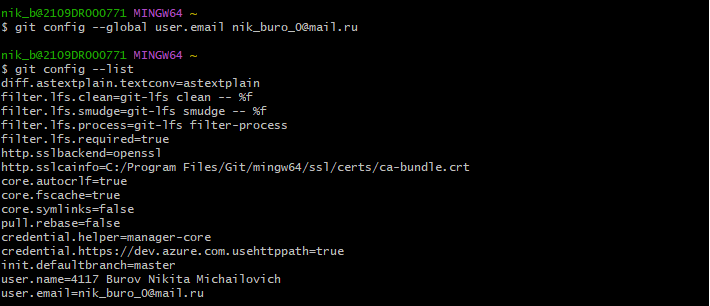 nik_b@2109DR000771 MINGW64 ~
$ git config --global user.email nik_buro_0@mail.ru
nik_b@2109DR000771 MINGW64 ~
$ git config --list
diff.astextplain.textconv=astextplain
filter.lfs.clean=git-lfs clean -- %f
filter.lfs.smudge=git-lfs smudge -- %f
filter.lfs.process=git-lfs filter-process
filter.lfs.required=true
http.sslbackend=openssl
http.sslcainfo=C:/Program Files/Git/mingw64/ssl/certs/ca-bundle.crt
core.autocrlf=true
core.fscache=true
core.symlinks=false
pull.rebase=false
credential.helper=manager-core
credential.https://dev.azure.com.usehttppath=true
init.defaultbranch=master
user.name=4117 Burov Nikita Michailovich
user.email=nik_buro_0@mail.ru